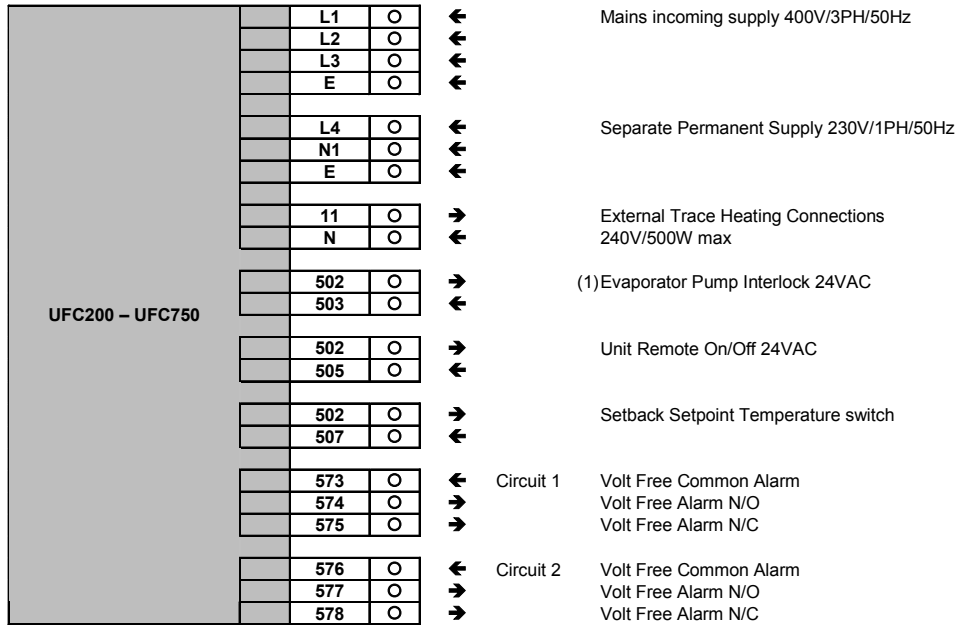 L1 Mains incoming supply 400V/3PH/50Hz
L2
L3
E
L4 Separate Permanent Supply 230V/1PH/50Hz
N1
E
11 External Trace Heating Connections
N 240V/500W max
502 (1)Evaporator Pump Interlock 24VAC
503
UFC200 – UFC750
502 Unit Remote On/Off 24VAC
505
502 Setback Setpoint Temperature switch
507
573 Circuit 1 Volt Free Common Alarm
574 Volt Free Alarm N/O
575 Volt Free Alarm N/C
576 Circuit 2 Volt Free Common Alarm
577 Volt Free Alarm N/O
578 Volt Free Alarm N/C